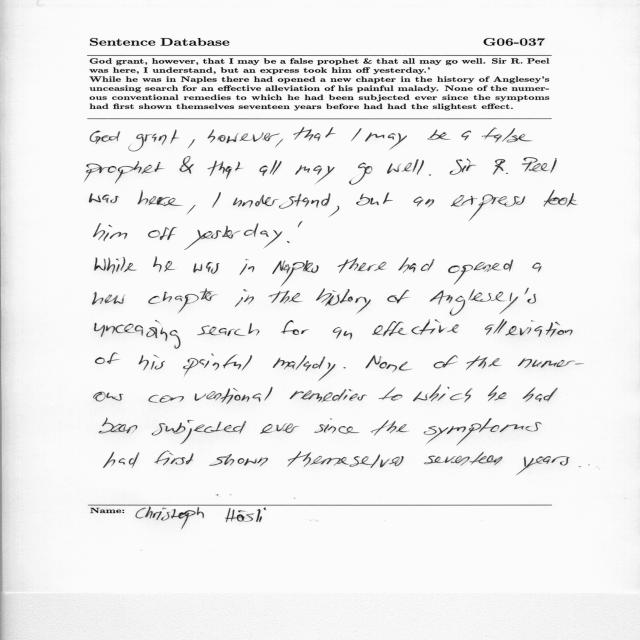 Sentence Database G06-037
God grant, however, that I may be a false prophet & that all may go well. Sir R. Peel
was here, I understand, but an express took him off yesterday.'
While he was in Naples there had opened a new chapter in the history of Anglesey's
unceasing search for an effective alleviation of his painful malady. None of the numer-
ous conventional remedies to which he had been subjected ever since the symptoms
had first shown themselves seventeen years before had had the slightest effect.
God grant, however, that I may be a false
prophet & that all may go well. Sir R. Peel
was here, I understand, but an express took
him off yesterday.'
While he was in Naples there had opened a
new chapter in the history of Anglesey's
unceasing search for an effective alleviation
of his painful malady. None of the numer-
ous conventional remedies to which he had
been subjected ever since the symptoms
had first shown themselves seventeen years ...
Name: Christoph Hösli